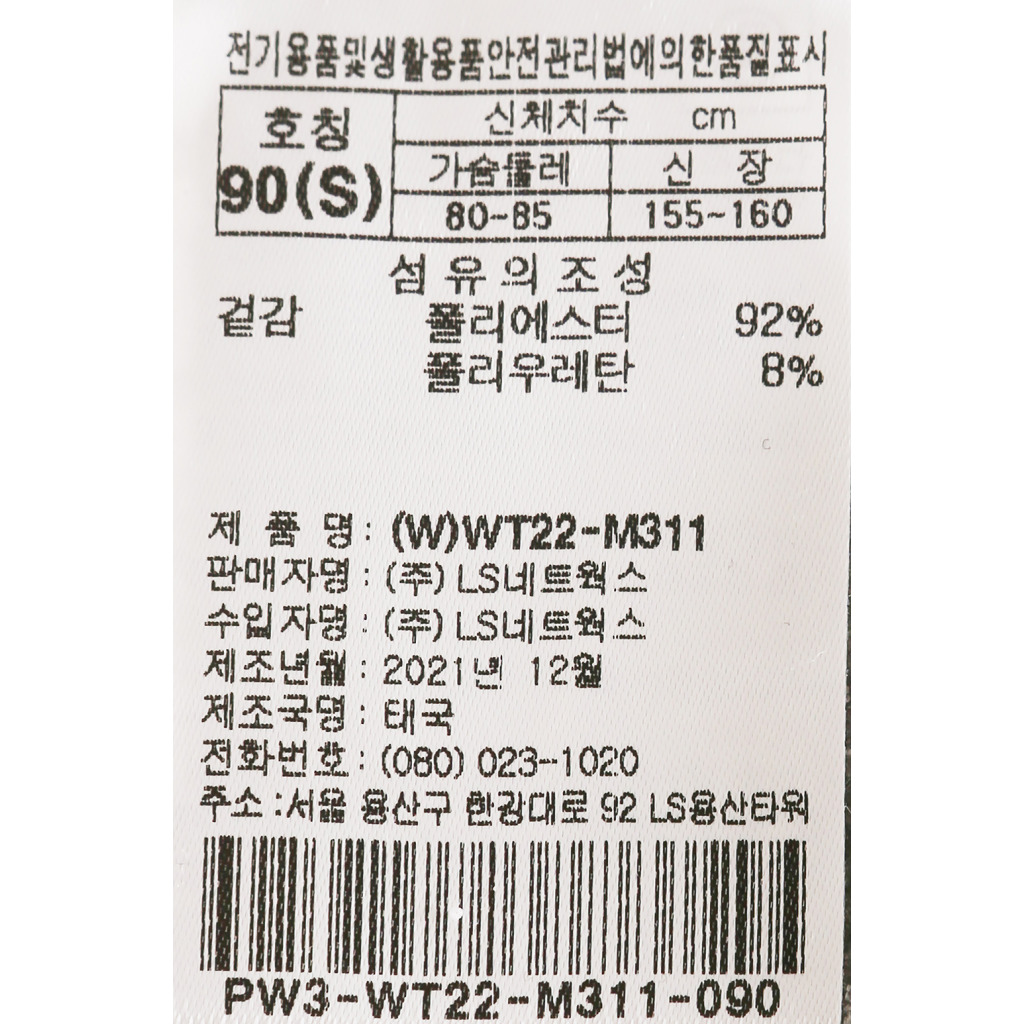 전기용품및생활용품안전관리법에의한품질표시
호칭 신체치수 cm
90(S) 가슴둘레 신 장
80-85 155~160
섬유의조성
겉감 폴리에스터 92%
폴리우레탄 8%
제 품 명 : (W)WT22-M311
판매자명 : (주) LS네트웍스
수입자명 : (주) LS네트웍스
제조년월 : 2021년 12월
제조국명 : 태국
전화번호 : (080) 023-1020
주소 : 서울 용산구 한강대로 92 LS용산타워
PW3-WT22-M311-090